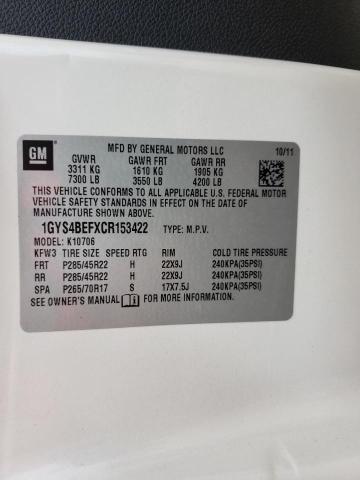 GM
MFD BY GENERAL MOTORS LLC 10/11
GVWR GAWR FRT GAWR RR
3311 KG 1610 KG 1905 KG
7300 LB 3550 LB 4200 LB
THIS VEHICLE CONFORMS TO ALL APPLICABLE U.S. FEDERAL MOTOR
VEHICLE SAFETY STANDARDS IN EFFECT ON THE DATE OF
MANUFACTURE SHOWN ABOVE.
1GYS4BEFXCR153422 TYPE: M.P.V.
MODEL: K10706
KFW3 TIRE SIZE SPEED RTG RIM COLD TIRE PRESSURE
FRT P285/45R22 H 22X9J 240KPA(35PSI)
RR P285/45R22 H 22X9J 240KPA(35PSI)
SPA P265/70R17 17X7.5J 240KPA(35PSI)
SEE OWNER'S MANUAL FOR MORE INFORMATION